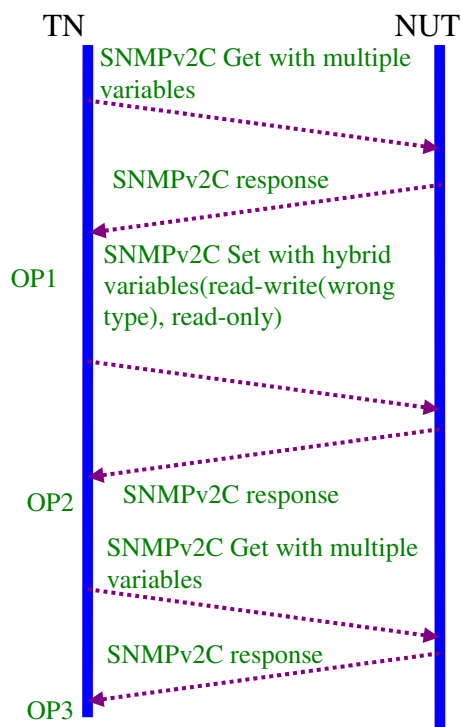 TN
NUT
SNMPv2C Get with multiple
variables
SNMPv2C response
SNMPv2C Set with hybrid
variables(read-write(wrong
type), read-only)
OP1
SNMPv2C response
OP2
SNMPv2C Get with multiple
variables
SNMPv2C response
OP3